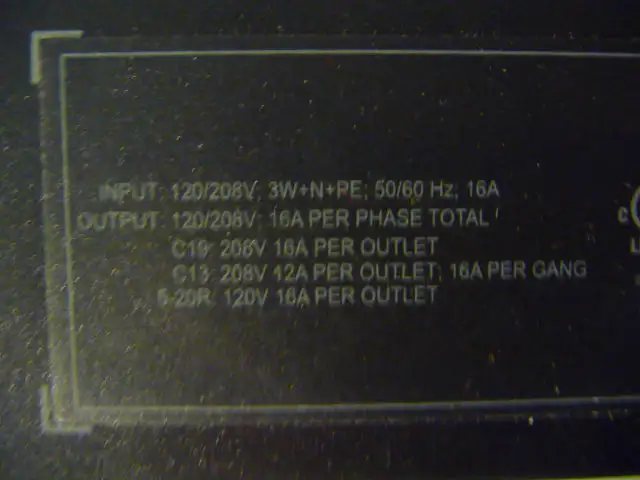 INPUT: 120/208V; 3W+N+PE; 50/60 Hz; 16A
OUTPUT: 120/208V; 16A PER PHASE TOTAL
C19: 208V 16A PER OUTLET
C13: 208V 12A PER OUTLET; 16A PER GANG
5-20R: 120V 16A PER OUTLET
C
L